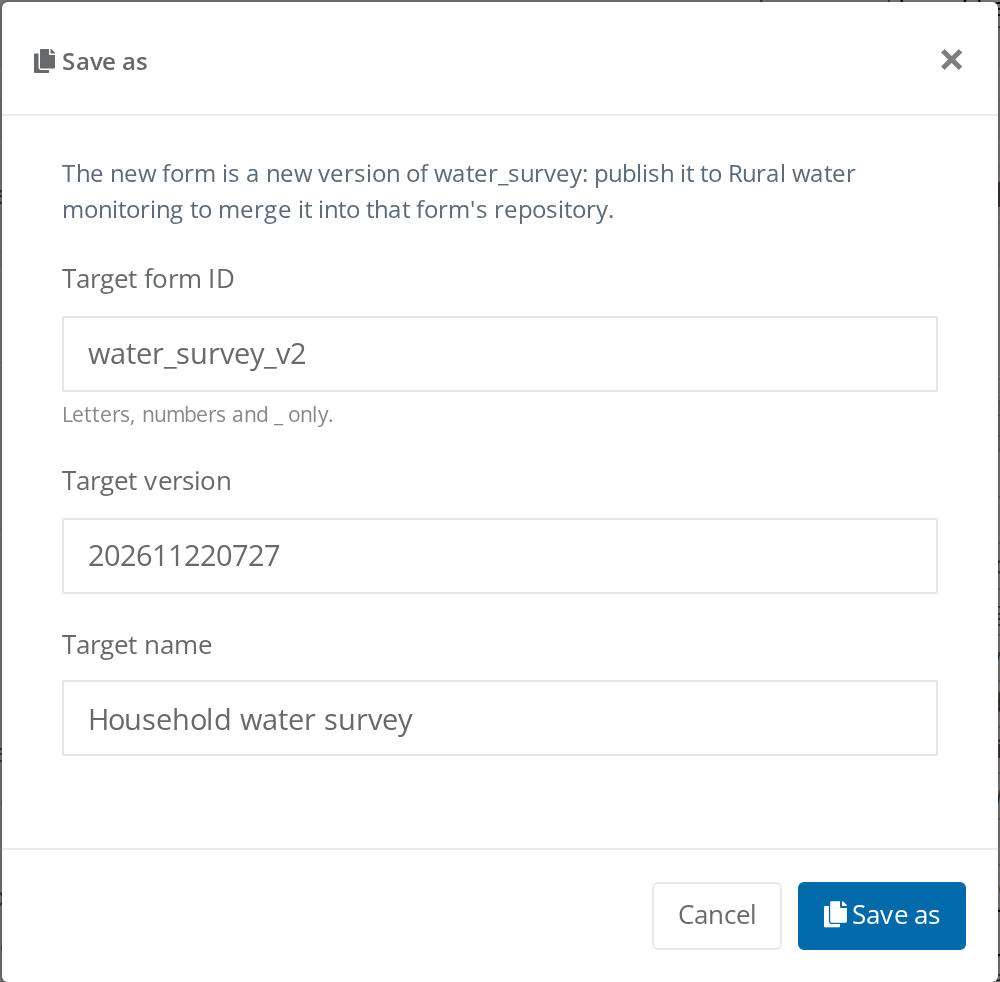 Save as
The new form is a new version of water_survey: publish it to Rural water
monitoring to merge it into that form's repository.
Target form ID
water_survey_v2
Letters, numbers and _ only.
Target version
202611220727
Target name
Household water survey
Cancel
Save as